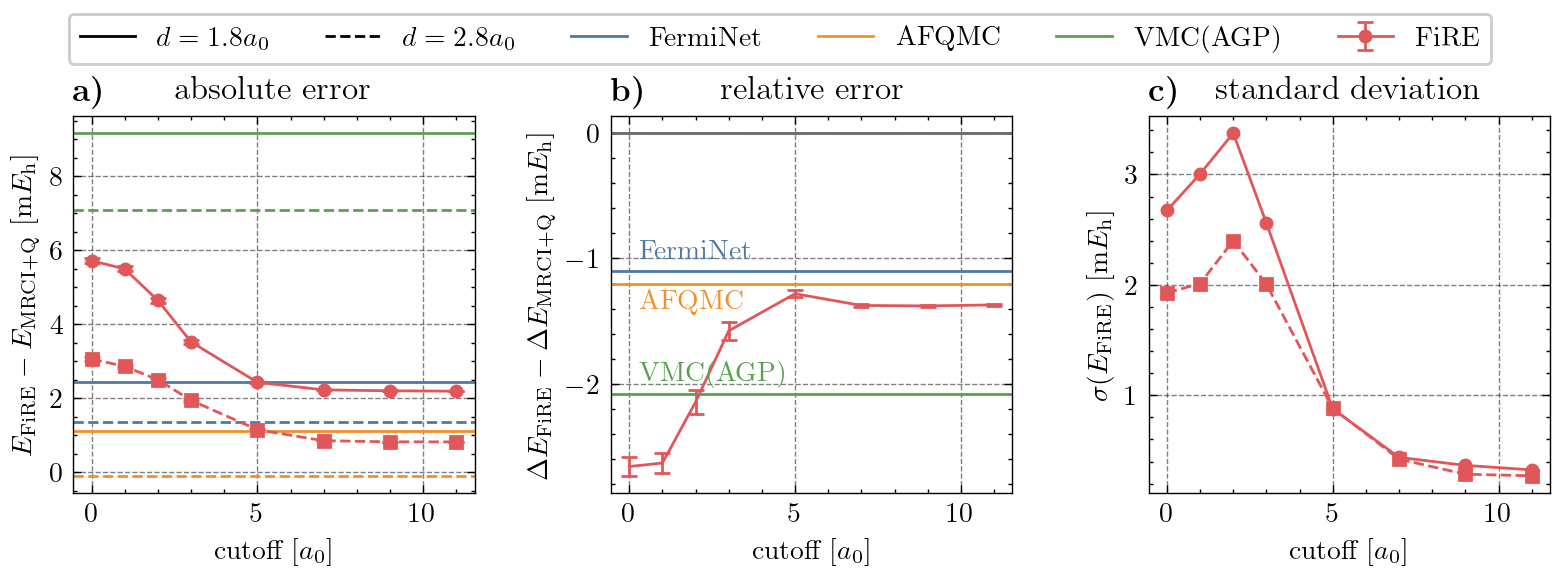 d = 1.8a₀ d = 2.8a₀ FermiNet AFQMC VMC(AGP) FiRE
a) absolute error
E_FiRE − E_MRCI+Q [mE_h]
8
6
4
2
0
0 5 10
cutoff [a₀]
b) relative error
ΔE_FiRE − ΔE_MRCI+Q [mE_h]
0
−1
−2
FermiNet
AFQMC
VMC(AGP)
0 5 10
cutoff [a₀]
c) standard deviation
σ(E_FiRE) [mE_h]
3
2
1
0 5 10
cutoff [a₀]